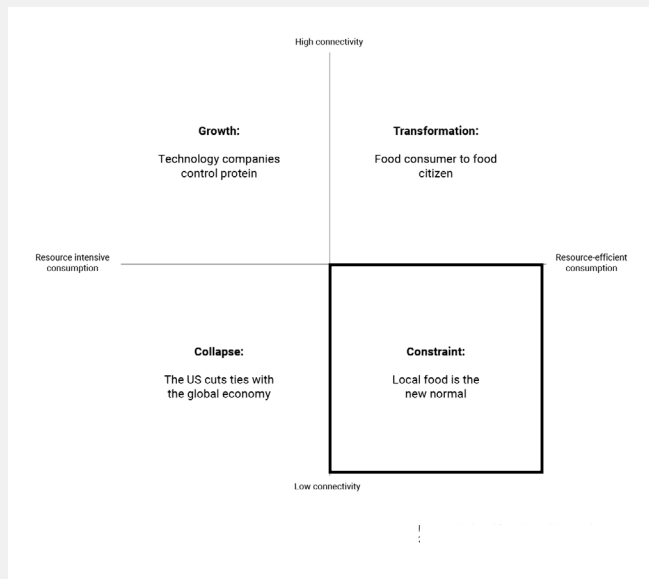 High connectivity
Growth:
Technology companies
control protein
Transformation:
Food consumer to food
citizen
Resource intensive
consumption
Resource-efficient
consumption
Collapse:
The US cuts ties with
the global economy
Constraint:
Local food is the
new normal
Low connectivity